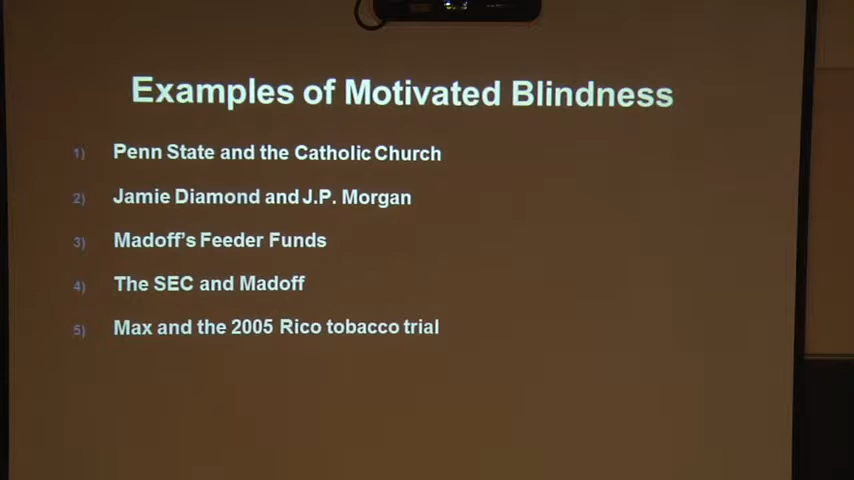 Examples of Motivated Blindness
1) Penn State and the Catholic Church
2) Jamie Diamond and J.P. Morgan
3) Madoff's Feeder Funds
4) The SEC and Madoff
5) Max and the 2005 Rico tobacco trial